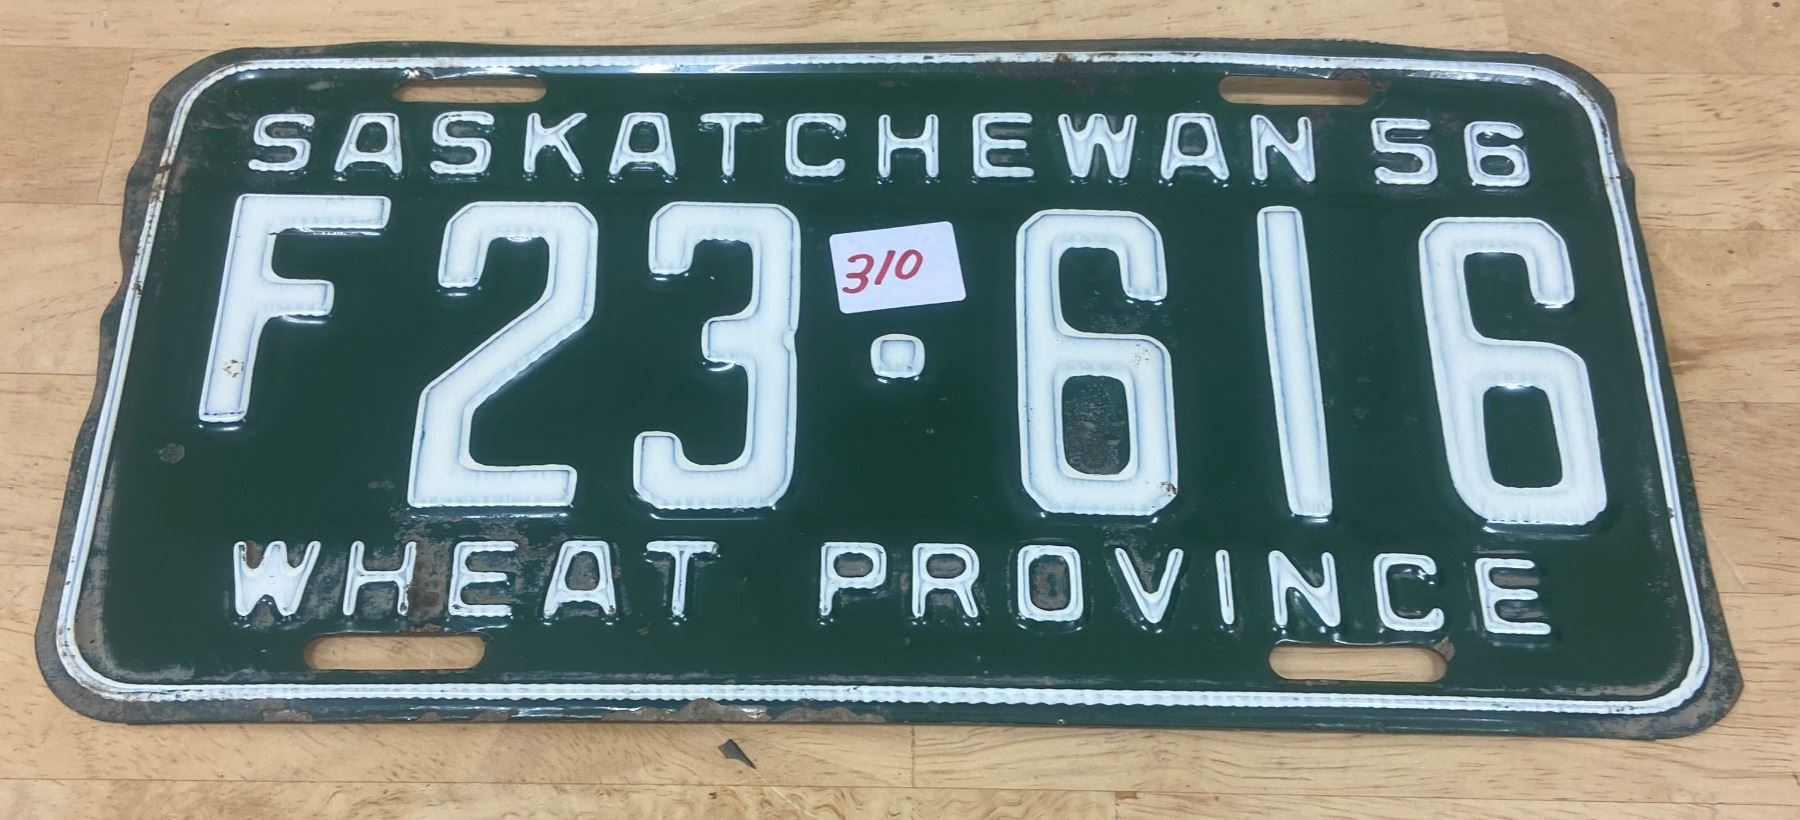 SASKATCHEWAN 56
310
F23·616
WHEAT PROVINCE